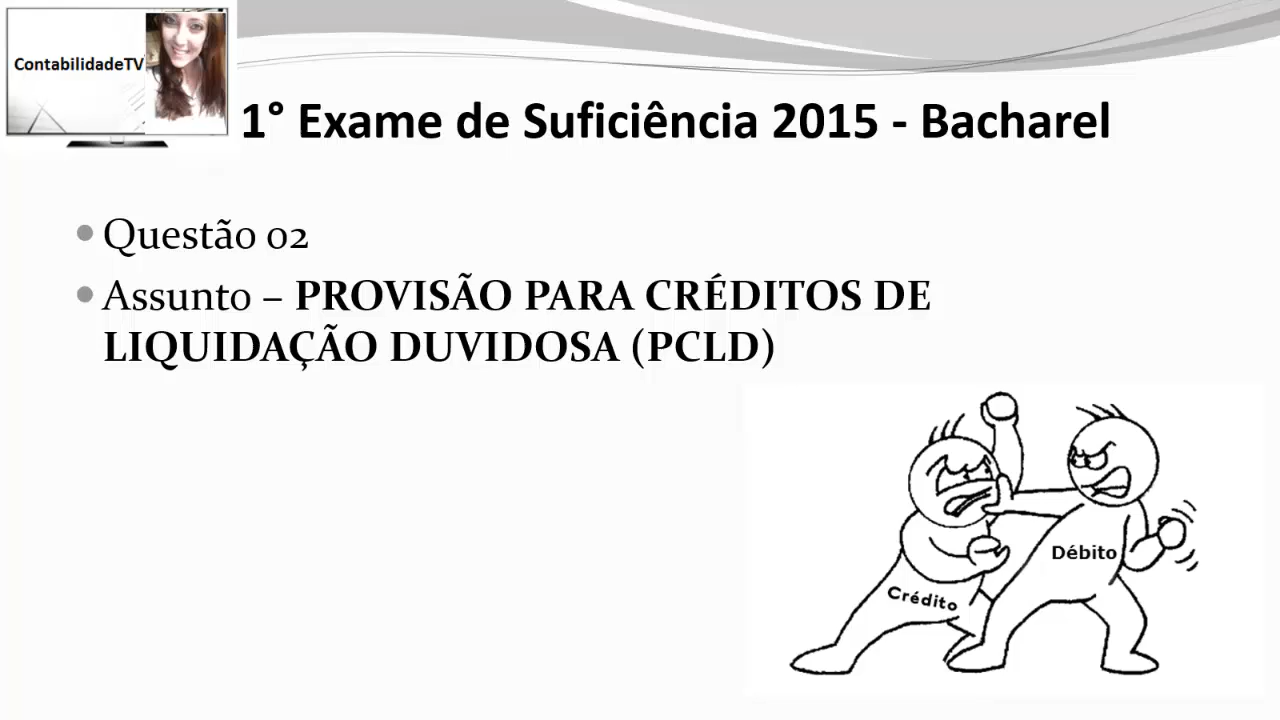 ContabilidadeTV
1° Exame de Suficiência 2015 - Bacharel
Questão 02
Assunto – PROVISÃO PARA CRÉDITOS DE
LIQUIDAÇÃO DUVIDOSA (PCLD)
Débito
Crédito